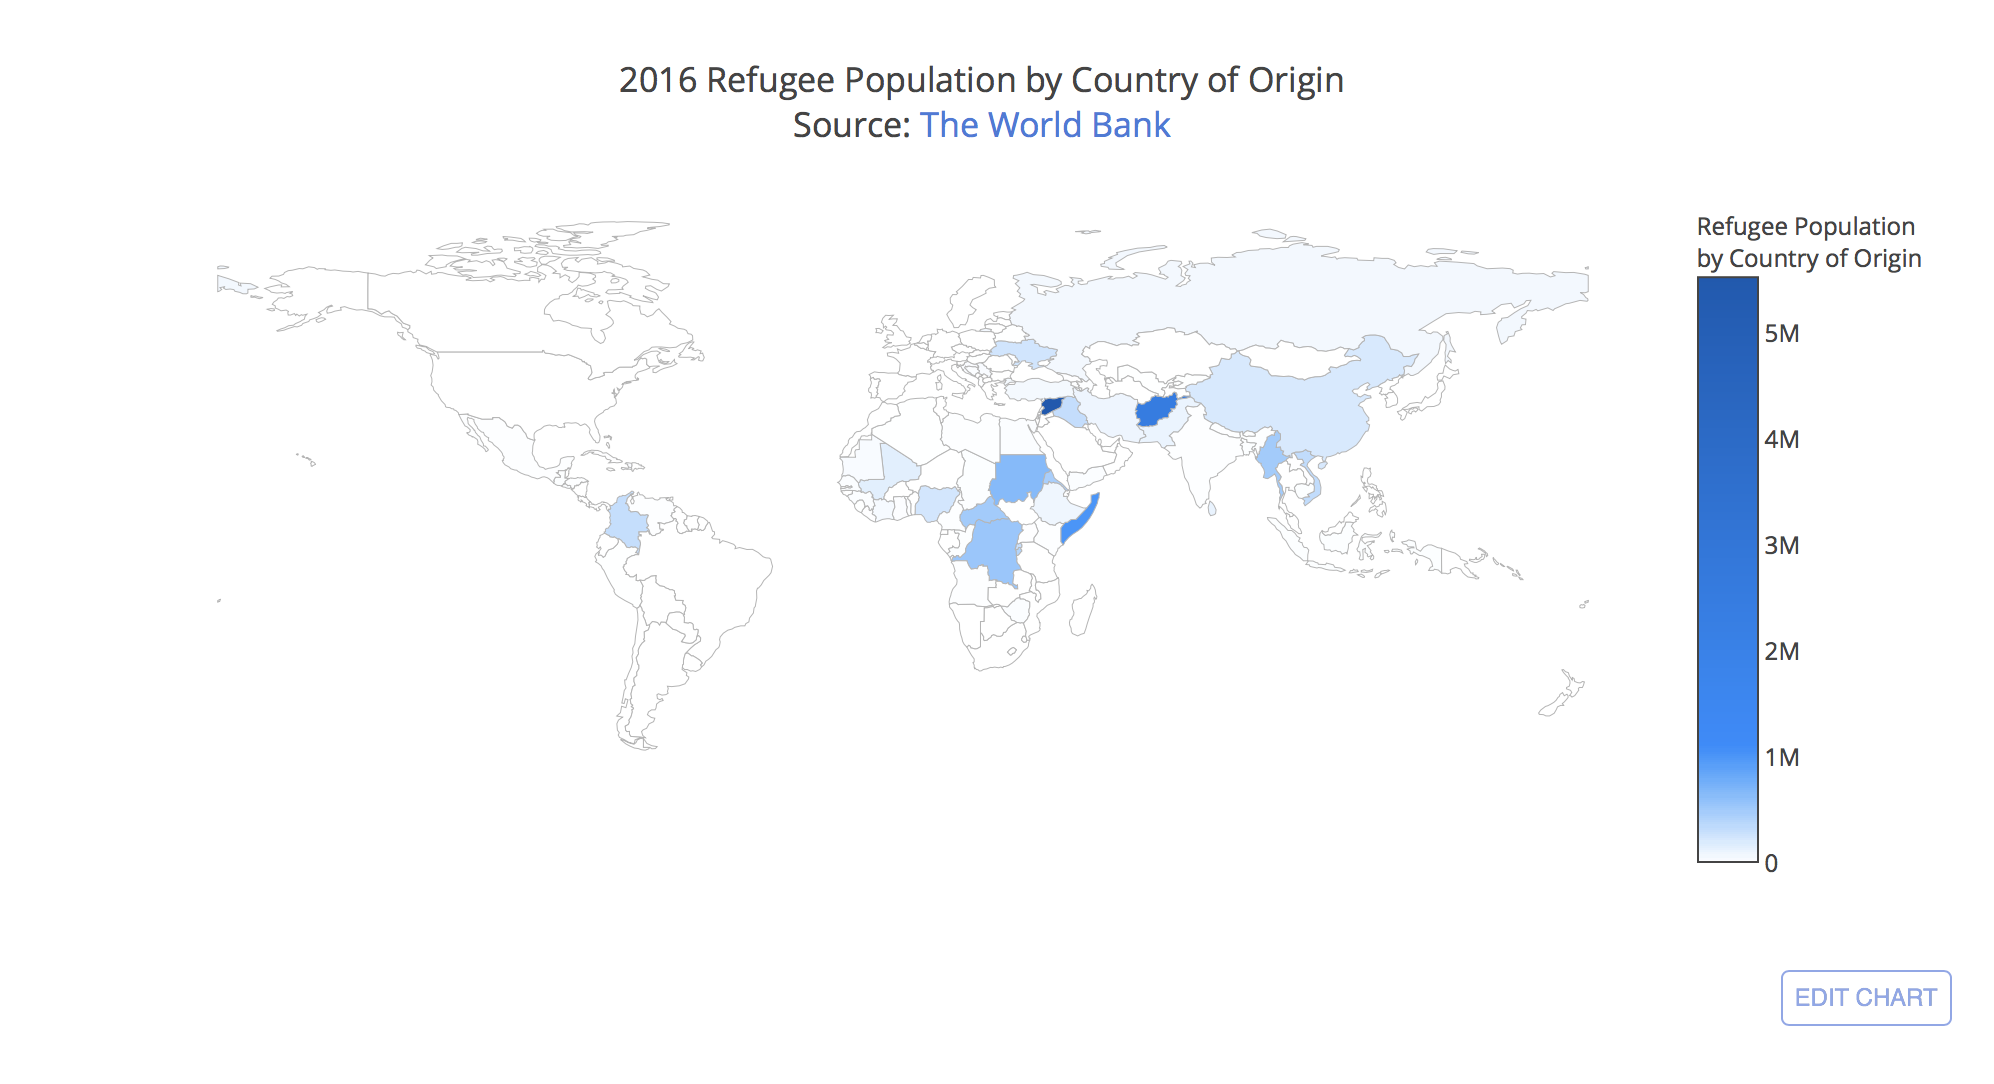 2016 Refugee Population by Country of Origin
Source: The World Bank
Refugee Population
by Country of Origin
5M
4M
3M
2M
1M
0
EDIT CHART